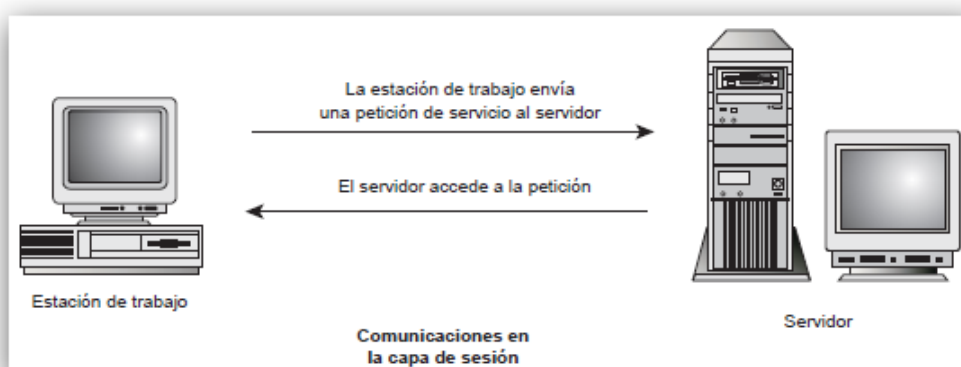 La estación de trabajo envía
una petición de servicio al servidor
El servidor accede a la petición
Estación de trabajo
Servidor
Comunicaciones en
la capa de sesión